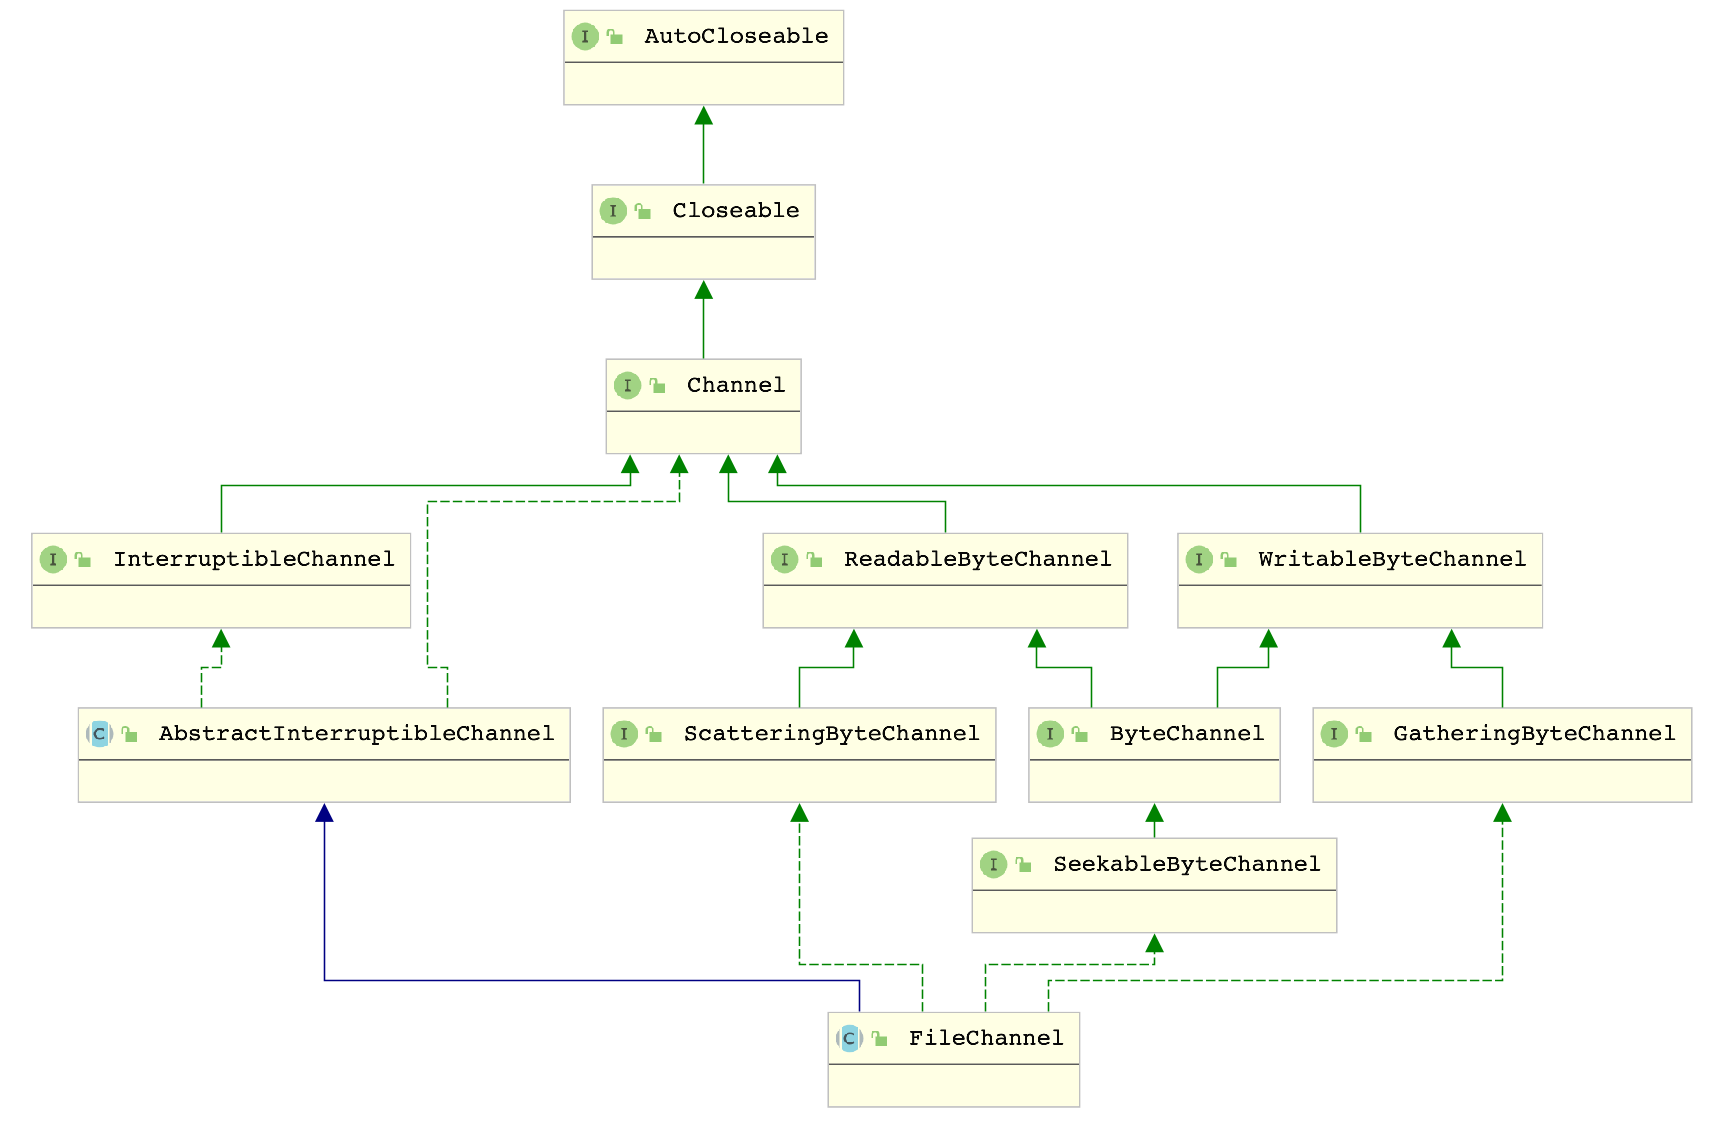 I AutoCloseable
I Closeable
I Channel
I InterruptibleChannel
I ReadableByteChannel
I WritableByteChannel
C AbstractInterruptibleChannel
I ScatteringByteChannel
I ByteChannel
I GatheringByteChannel
I SeekableByteChannel
C FileChannel